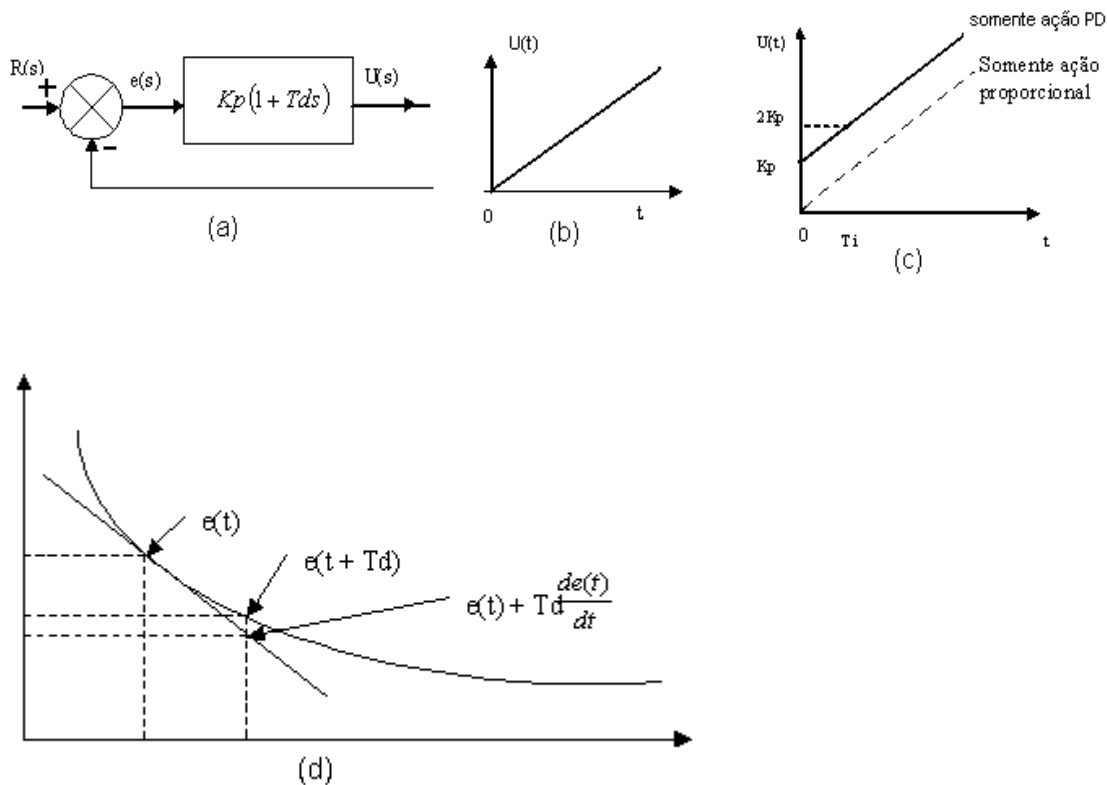 R(s)
+
e(s)
Kp(1 + Tds)
U(s)
−
(a)
U(t)
0
t
(b)
somente ação PD
U(t)
Somente ação
proporcional
2Kp
Kp
0
Ti
t
(c)
e(t)
e(t + Td)
e(t) + Td de(t)/dt
(d)